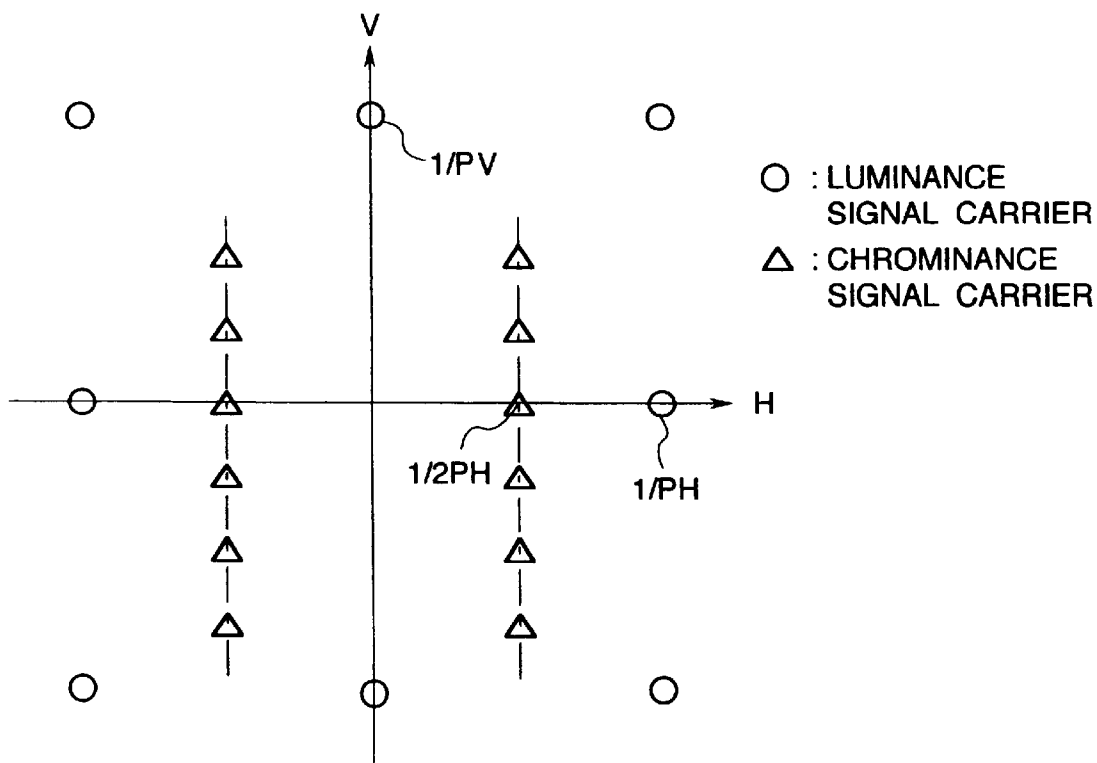 V
1/PV
: LUMINANCE
SIGNAL CARRIER
: CHROMINANCE
SIGNAL CARRIER
H
1/2PH
1/PH